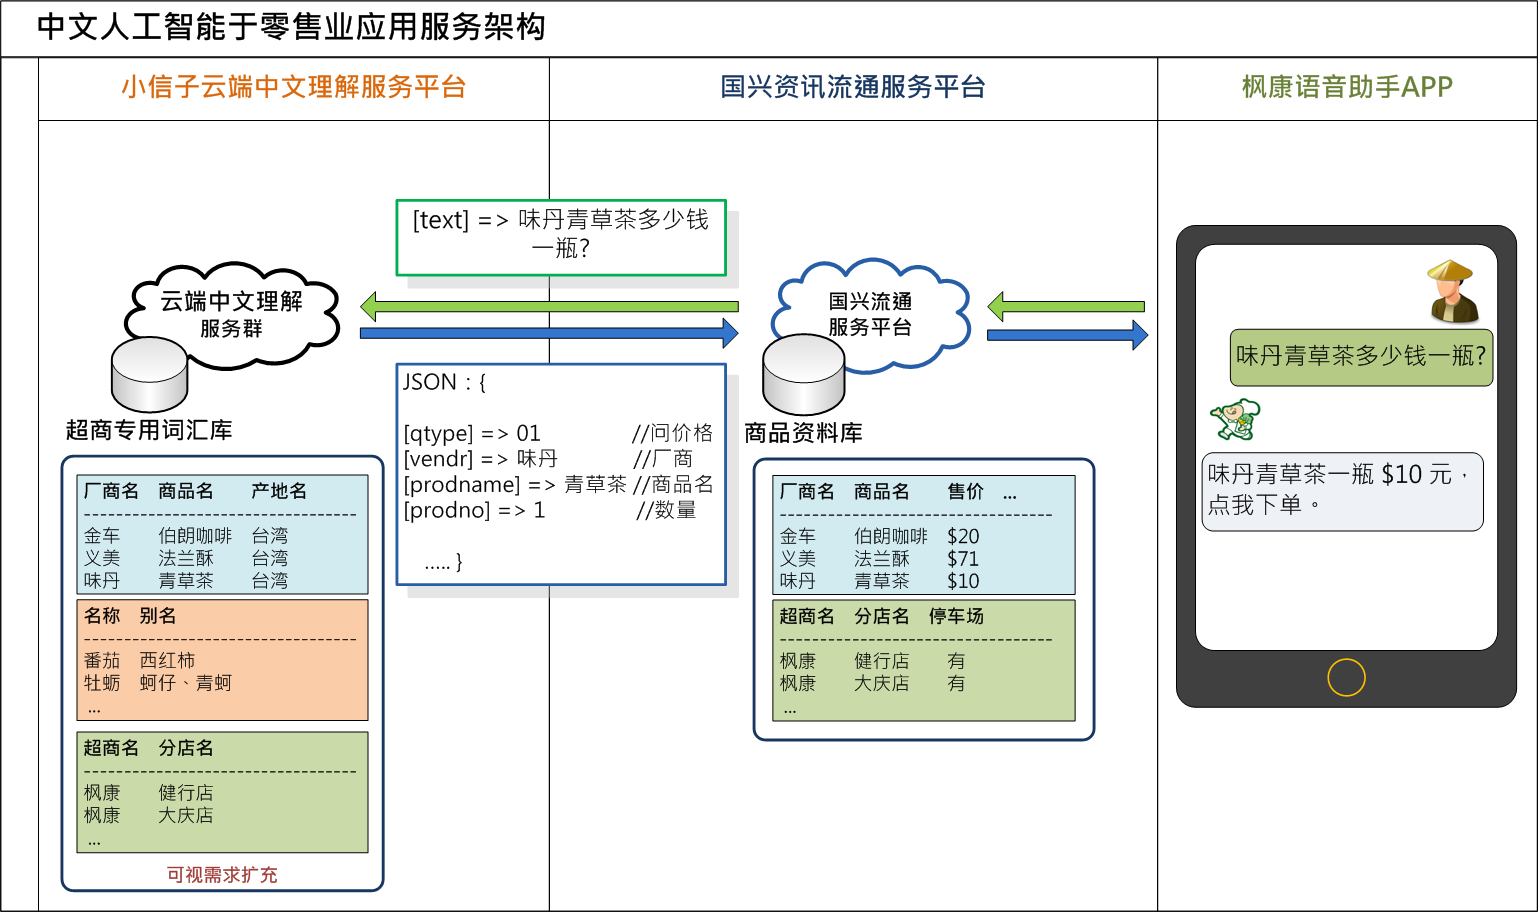 中文人工智能于零售业应用服务架构
小信子云端中文理解服务平台
国兴资讯流通服务平台
枫康语音助手APP
[text] => 味丹青草茶多少钱
一瓶?
云端中文理解
服务群
超商专用词汇库
厂商名 商品名 产地名
------------------------------
金车 伯朗咖啡 台湾
义美 法兰酥 台湾
味丹 青草茶 台湾
名称 别名
------------------------------
番茄 西红柿
牡蛎 蚵仔、青蚵
...
超商名 分店名
------------------------------
枫康 健行店
枫康 大庆店
...
可视需求扩充
JSON：{
[qtype] => 01 //问价格
[vendr] => 味丹 //厂商
[prodname] => 青草茶 //商品名
[prodno] => 1 //数量
..... }
国兴流通
服务平台
商品资料库
厂商名 商品名 售价 ...
------------------------------
金车 伯朗咖啡 $20
义美 法兰酥 $71
味丹 青草茶 $10
超商名 分店名 停车场
------------------------------
枫康 健行店 有
枫康 大庆店 有
...
味丹青草茶多少钱一瓶?
味丹青草茶一瓶 $10 元，
点我下单。